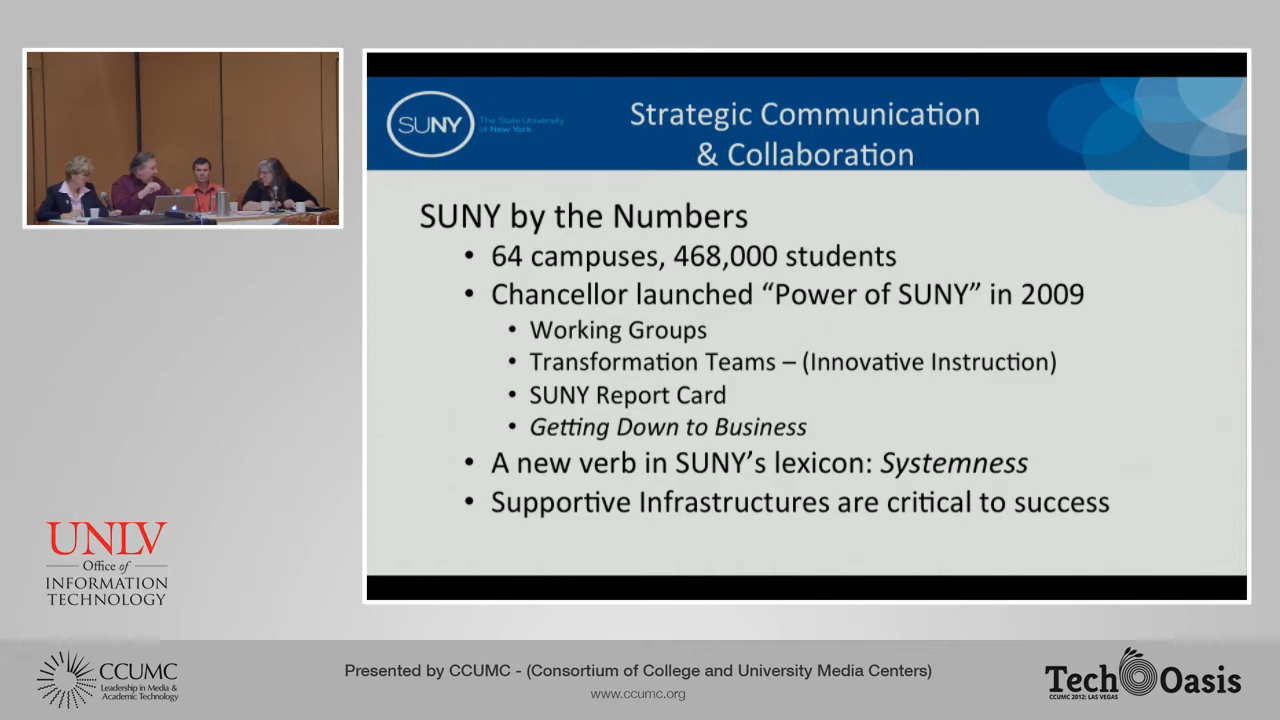 SUNY
The State University
of New York
Strategic Communication
& Collaboration
SUNY by the Numbers
• 64 campuses, 468,000 students
• Chancellor launched “Power of SUNY” in 2009
• Working Groups
• Transformation Teams – (Innovative Instruction)
• SUNY Report Card
• Getting Down to Business
• A new verb in SUNY’s lexicon: Systemness
• Supportive Infrastructures are critical to success
UNLV
Office of
INFORMATION
TECHNOLOGY
CCUMC
Leadership in Media &
Academic Technology
Presented by CCUMC - (Consortium of College and University Media Centers)
www.ccumc.org
Tech Oasis
CCUMC 2012: LAS VEGAS